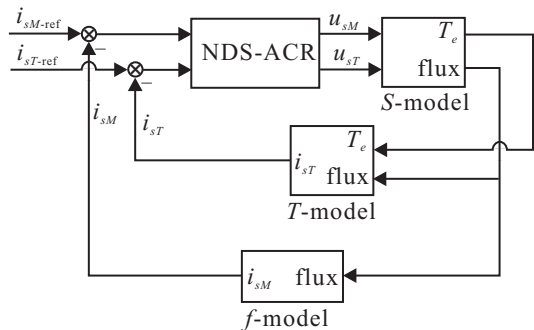 i_sM-ref
i_sT-ref
−
−
NDS-ACR
u_sM
u_sT
T_e
flux
S-model
i_sM
i_sT
i_sT
T_e
flux
T-model
i_sM flux
f-model